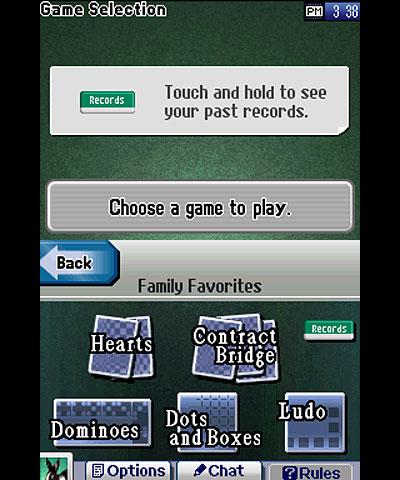 Game Selection
PM 3 38
Records
Touch and hold to see
your past records.
Choose a game to play.
Back
Family Favorites
Records
Hearts
Contract
Bridge
Dominoes
Dots
and Boxes
Ludo
Options
Chat
?Rules